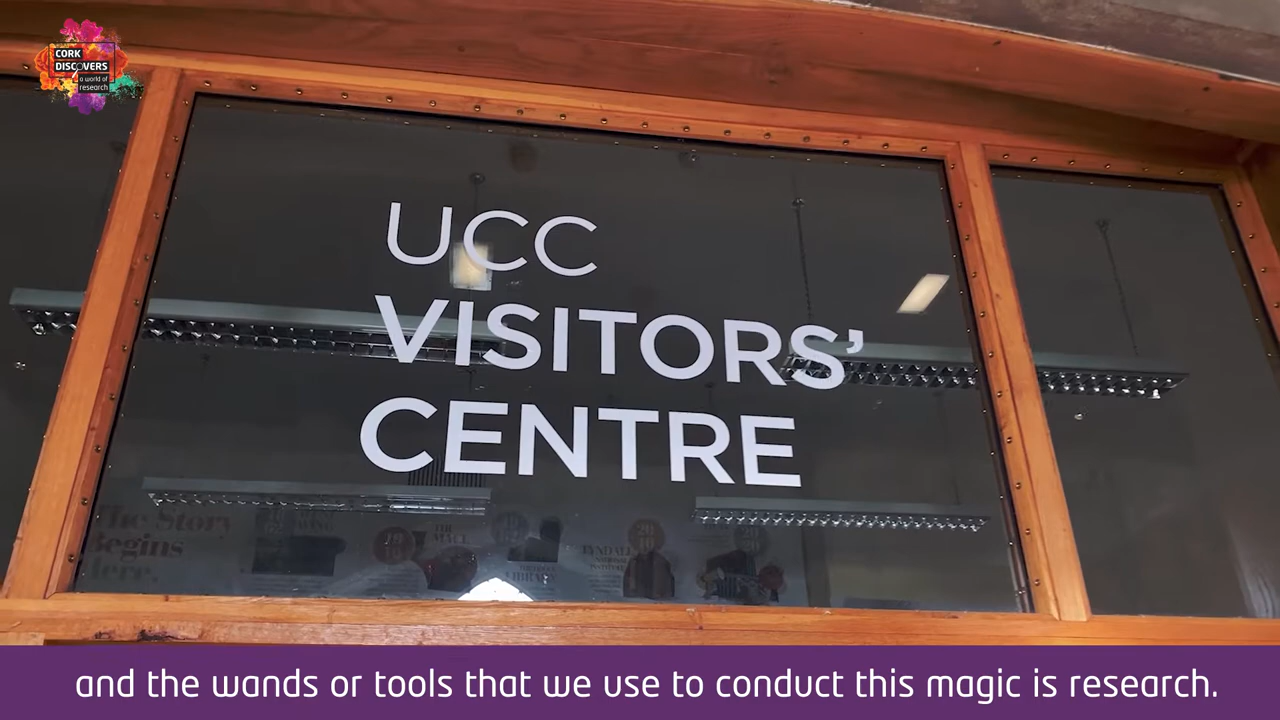 CORK
DISCOVERS
a world of
research
UCC
VISITORS’
CENTRE
The Story
Begins
Here.
TYNDALL
LIBRARY
and the wands or tools that we use to conduct this magic is research.